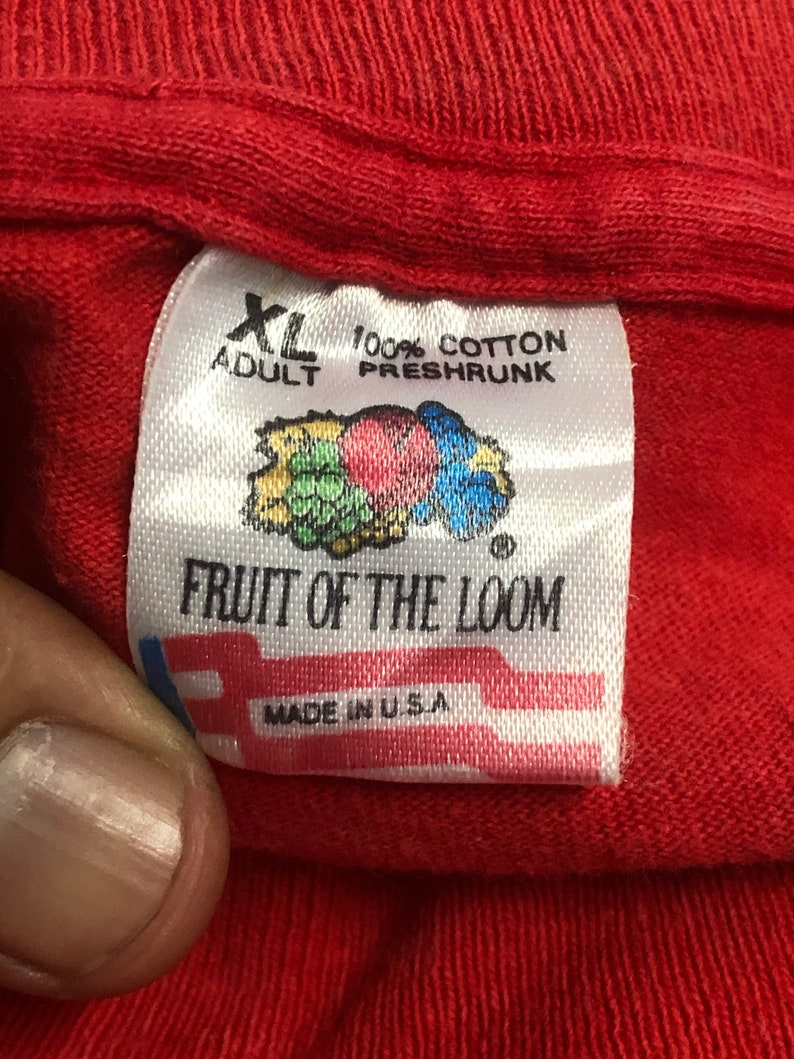 XL 100% COTTON
ADULT PRESHRUNK
®
FRUIT OF THE LOOM
MADE IN U.S.A